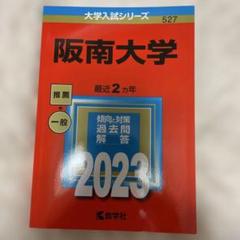 大学入試シリーズ
527
阪南大学
最近2カ年
推薦
一般
傾向と対策
過去問
解答
2023
教学社